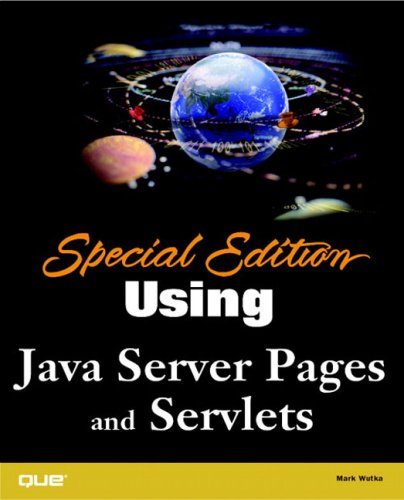 Special Edition
Using
Java Server Pages
and Servlets
que®
Mark Wutka